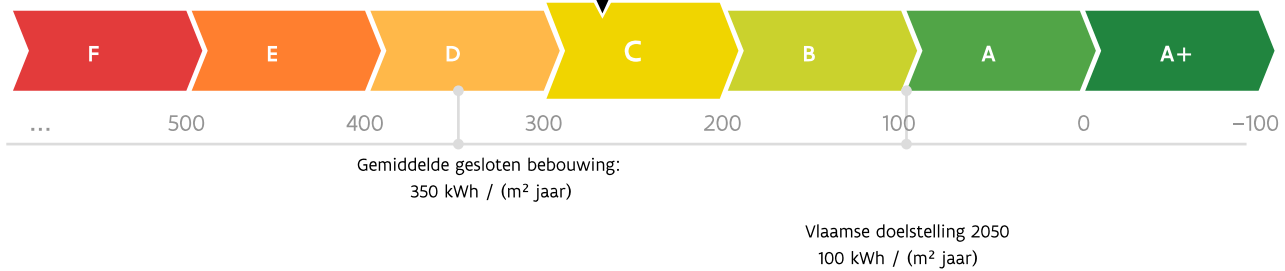 F E D C B A A+
... 500 400 300 200 100 0 −100
Gemiddelde gesloten bebouwing:
350 kWh / (m² jaar)
Vlaamse doelstelling 2050
100 kWh / (m² jaar)